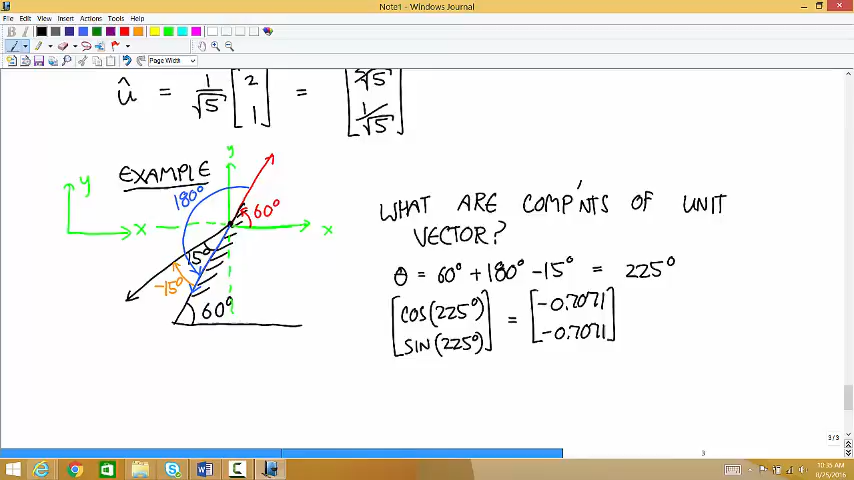 Note1 - Windows Journal
File Edit View Insert Actions Tools Help
B I
Page Width
û = 1/√5 [2 1] = [2/√5 1/√5]
EXAMPLE
y
y
180°
60°
x
x
15°
-15°
60°
WHAT ARE COMP'NTS OF UNIT
VECTOR?
θ = 60° + 180° - 15° = 225°
[cos(225°) SIN(225°)] = [-0.7071 -0.7071]
3/3
3
10:35 AM
8/25/2016